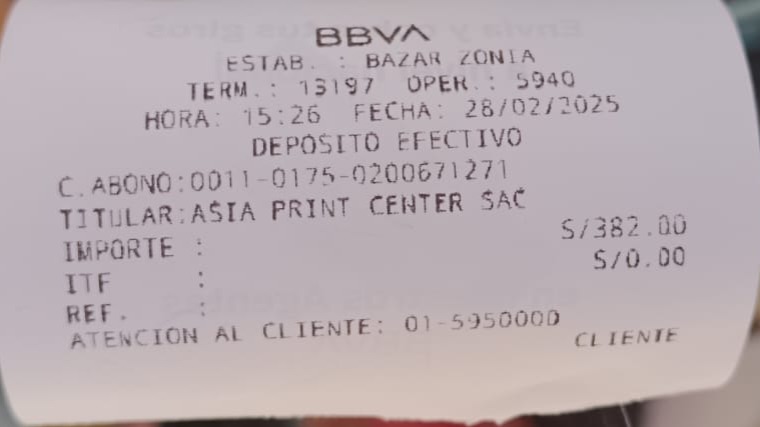 BBVA
ESTAB. : BAZAR ZONIA
TERM.: 13197 OPER.: 5940
HORA: 15:26 FECHA: 28/02/2025
DEPOSITO EFECTIVO
C.ABONO:0011-0175-0200671271
TITULAR:ASIA PRINT CENTER SAC
IMPORTE : S/382.00
ITF : S/0.00
REF. :
ATENCION AL CLIENTE: 01-5950000
CLIENTE